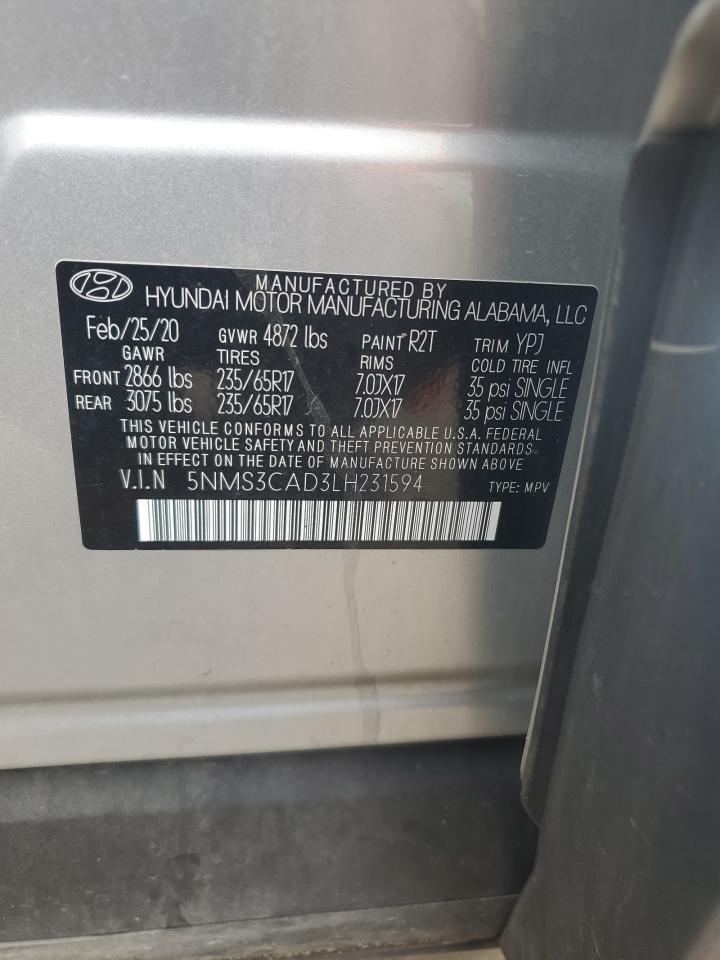 MANUFACTURED BY
HYUNDAI MOTOR MANUFACTURING ALABAMA, LLC
Feb/25/20 GVWR 4872 lbs PAINT R2T TRIM YPJ
GAWR TIRES RIMS COLD TIRE INFL
FRONT 2866 lbs 235/65R17 7.0JX17 35 psi SINGLE
REAR 3075 lbs 235/65R17 7.0JX17 35 psi SINGLE
THIS VEHICLE CONFORMS TO ALL APPLICABLE U.S.A. FEDERAL
MOTOR VEHICLE SAFETY AND THEFT PREVENTION STANDARDS
IN EFFECT ON THE DATE OF MANUFACTURE SHOWN ABOVE.
V.I.N 5NMS3CAD3LH231594 TYPE: MPV